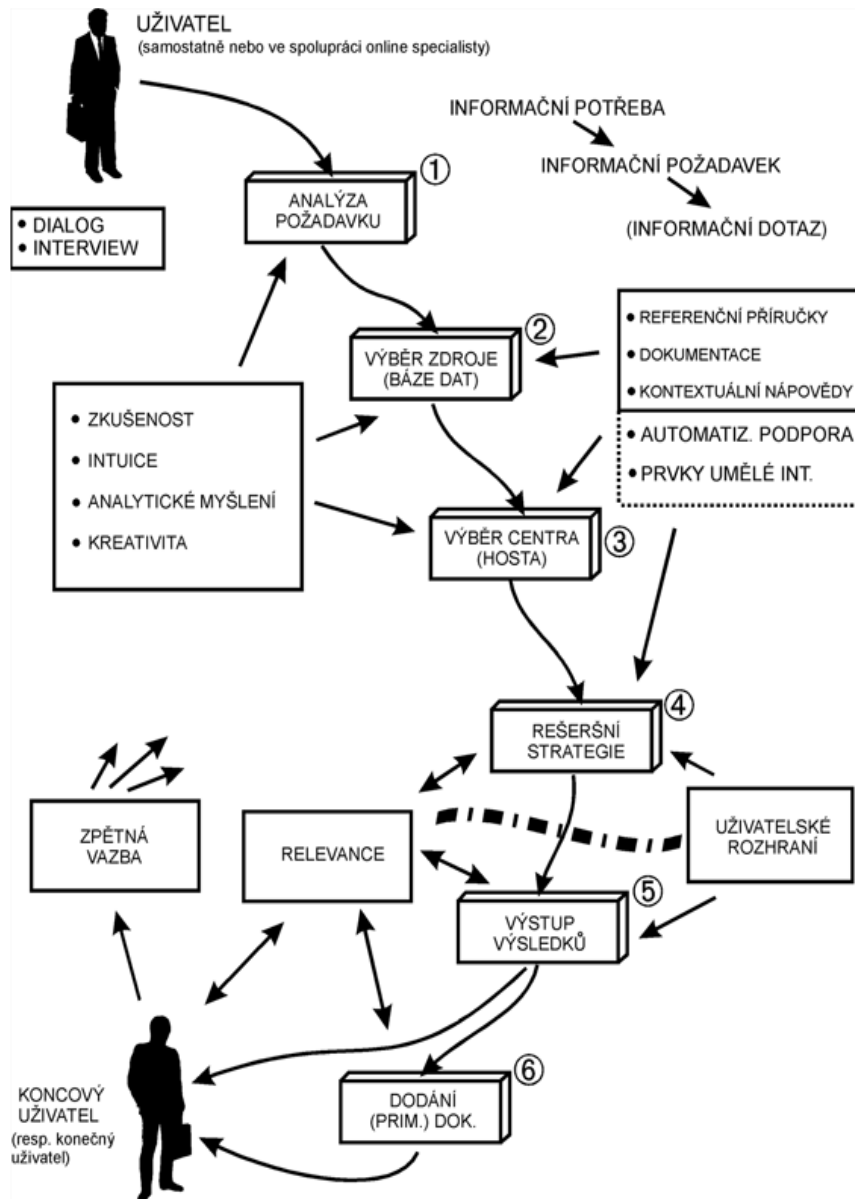 UŽIVATEL
(samostatně nebo ve spolupráci online specialisty)
INFORMAČNÍ POTŘEBA
INFORMAČNÍ POŽADAVEK
(INFORMAČNÍ DOTAZ)
①
ANALÝZA
POŽADAVKU
• DIALOG
• INTERVIEW
②
VÝBĚR ZDROJE
(BÁZE DAT)
• REFERENČNÍ PŘÍRUČKY
• DOKUMENTACE
• KONTEXTUÁLNÍ NÁPOVĚDY
• AUTOMATIZ. PODPORA
• PRVKY UMĚLÉ INT.
• ZKUŠENOST
• INTUICE
• ANALYTICKÉ MYŠLENÍ
• KREATIVITA
VÝBĚR CENTRA
(HOSTA)
③
④
REŠERŠNÍ
STRATEGIE
ZPĚTNÁ
VAZBA
RELEVANCE
UŽIVATELSKÉ
ROZHRANÍ
⑤
VÝSTUP
VÝSLEDKŮ
⑥
DODÁNÍ
(PRIM.) DOK.
KONCOVÝ
UŽIVATEL
(resp. konečný
uživatel)